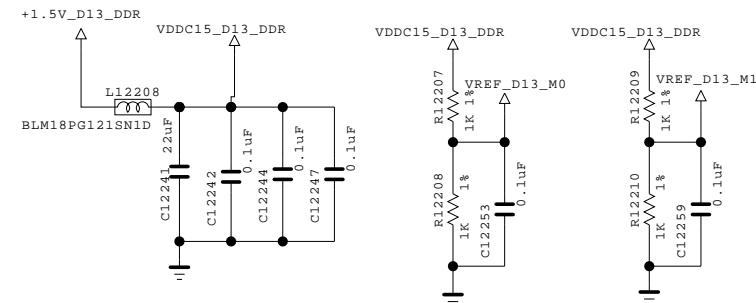 +1.5V_D13_DDR
VDDC15_D13_DDR
L12208
BLM18PG121SN1D
C12241
22uF
C12242
0.1uF
C12244
0.1uF
C12247
0.1uF
VDDC15_D13_DDR
R12207
1K 1%
VREF_D13_M0
R12208
1K 1%
C12253
0.1uF
VDDC15_D13_DDR
R12209
1K 1%
VREF_D13_M1
R12210
1K 1%
C12259
0.1uF